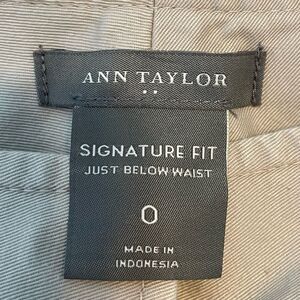 ANN TAYLOR
SIGNATURE FIT
JUST BELOW WAIST
0
MADE IN
INDONESIA